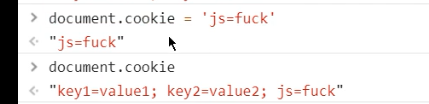 > document.cookie = 'js=fuck'
<· "js=fuck"
> document.cookie
<· "key1=value1; key2=value2; js=fuck"